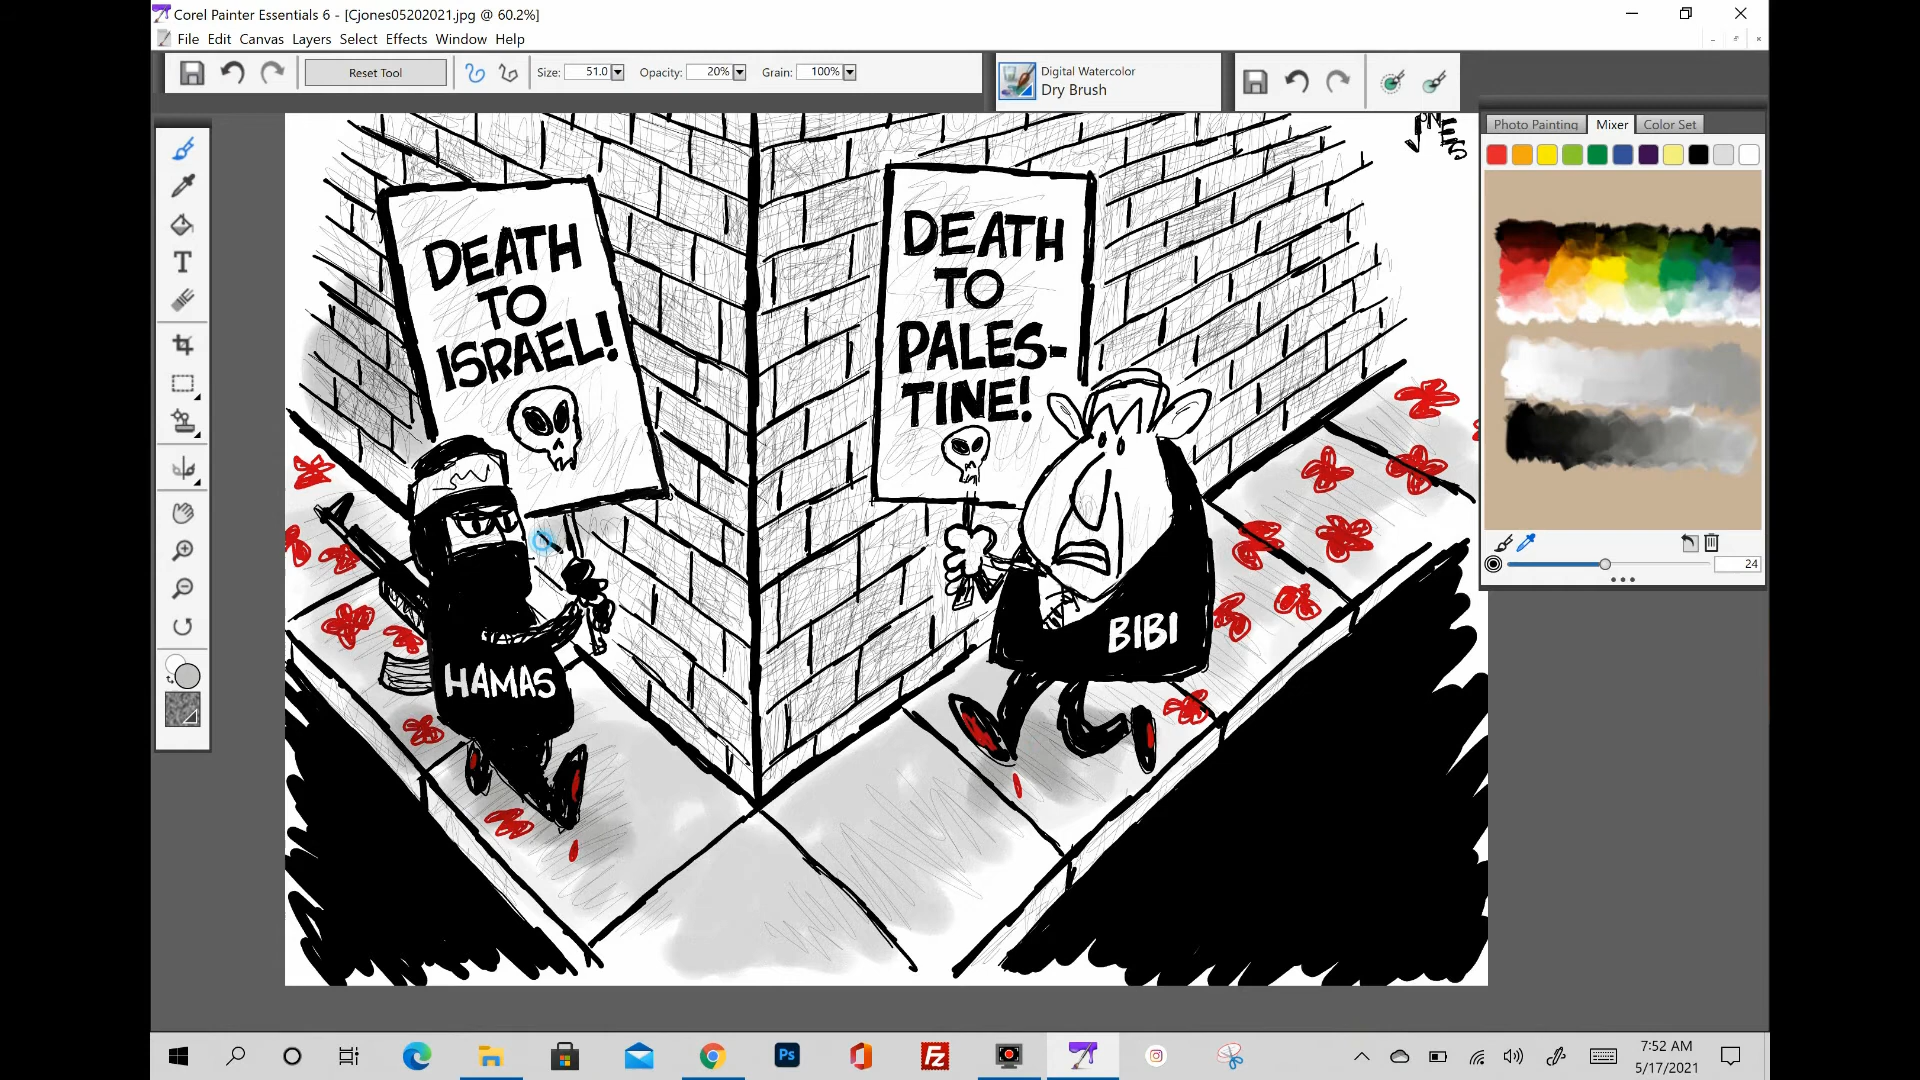 Corel Painter Essentials 6 - [Cjones05202021.jpg @ 60.2%]
File Edit Canvas Layers Select Effects Window Help
Reset Tool Size: 51.0 Opacity: 20% Grain: 100%
Digital Watercolor
Dry Brush
Photo Painting Mixer Color Set
24
DEATH
TO
ISRAEL!
DEATH
TO
PALES-
TINE!
HAMAS
BIBI
Ps
Fz
7:52 AM
5/17/2021